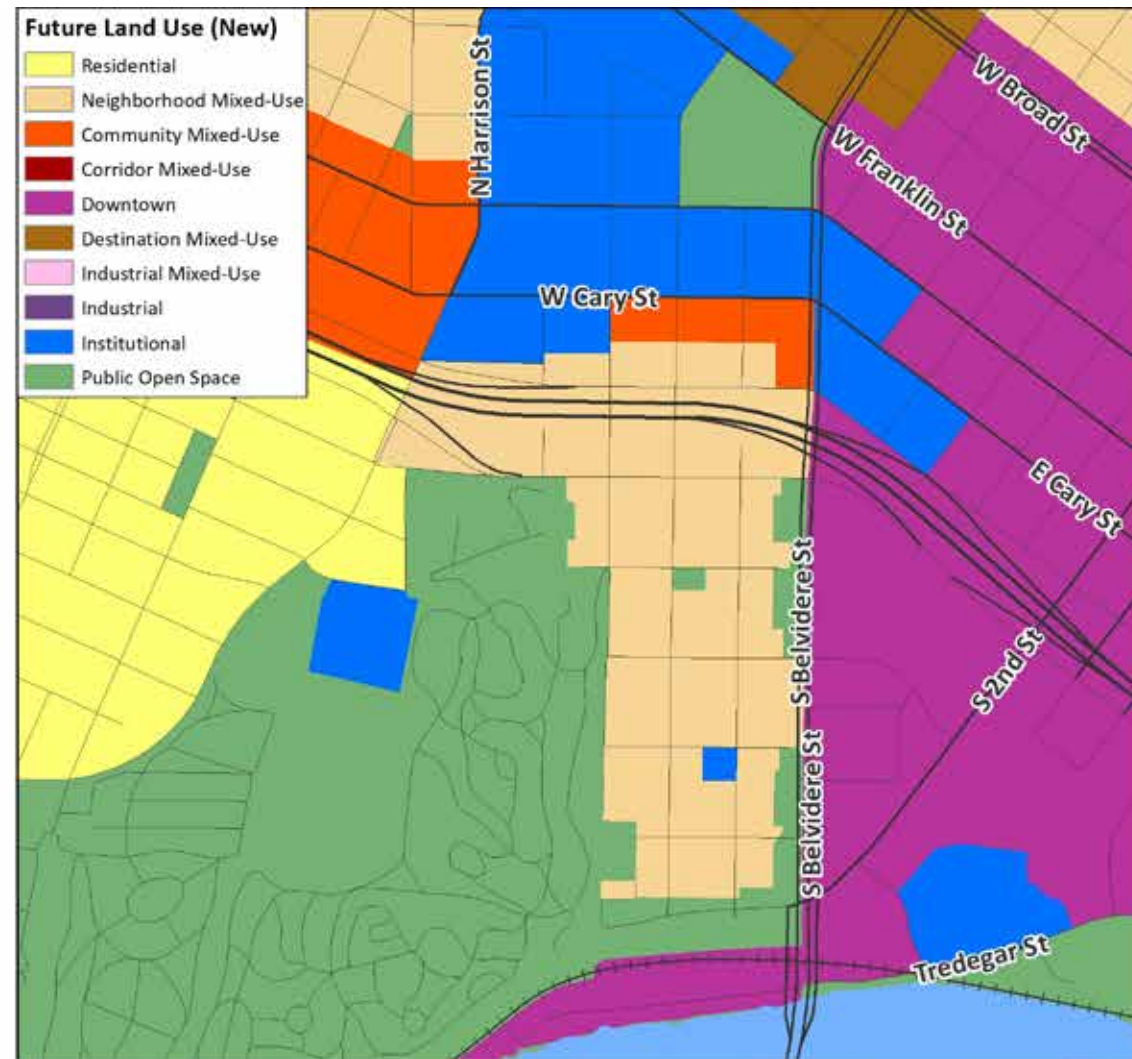 Future Land Use (New)
Residential
Neighborhood Mixed-Use
Community Mixed-Use
Corridor Mixed-Use
Downtown
Destination Mixed-Use
Industrial Mixed-Use
Industrial
Institutional
Public Open Space
N Harrison St
W Broad St
W Franklin St
W Cary St
E Cary St
S Belvidere St
S 2nd St
S Belvidere St
Tredegar St